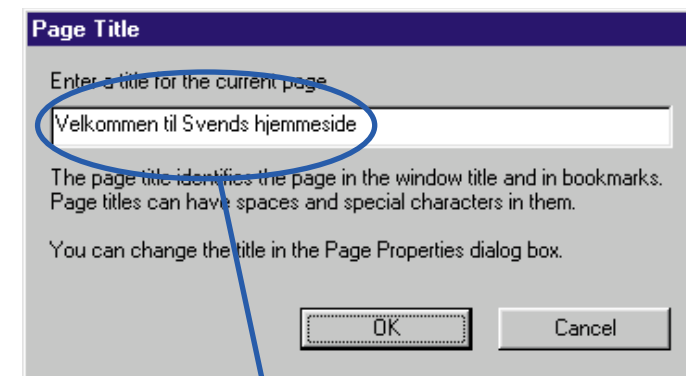 Page Title
Enter a title for the current page
Velkommen til Svends hjemmeside
The page title identifies the page in the window title and in bookmarks.
Page titles can have spaces and special characters in them.
You can change the title in the Page Properties dialog box.
OK Cancel